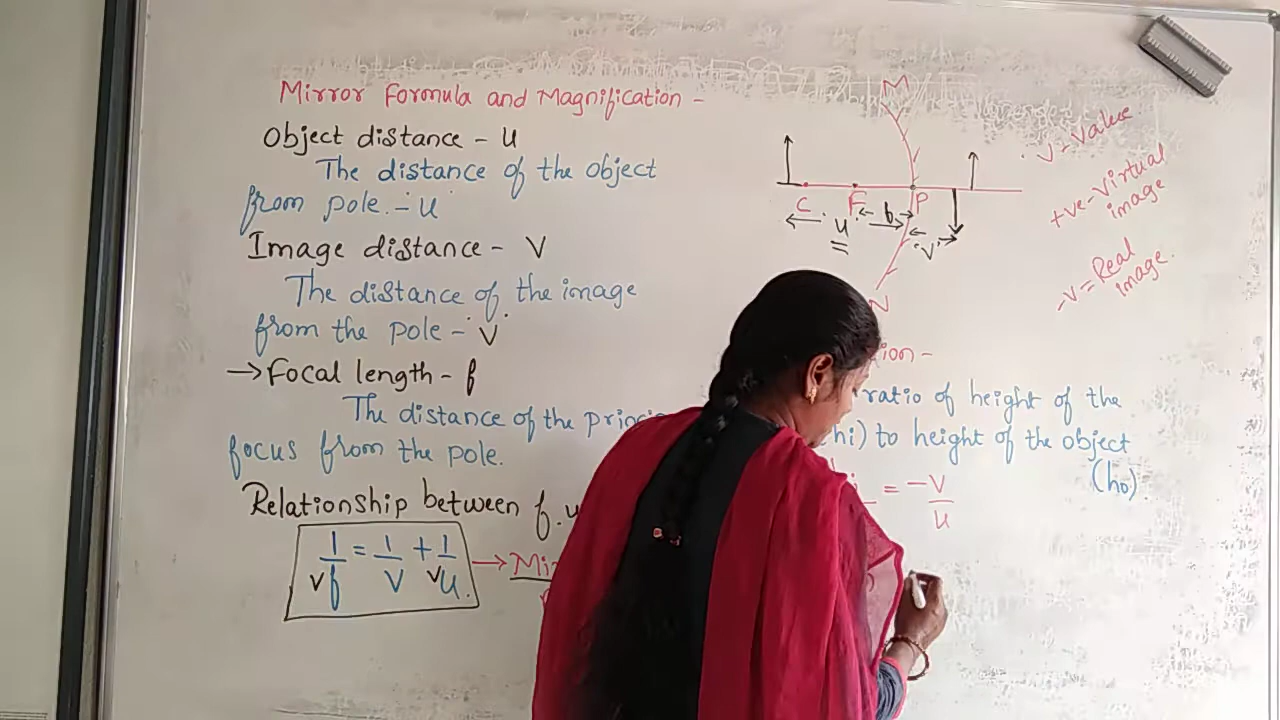 Mirror Formula and Magnification -
Object distance - u
The distance of the object
from pole. - u
Image distance - v
The distance of the image
from the pole - 'v'
→ Focal length - f
The distance of the
focus from the pole.
Relationship between f.
1/f = 1/v + 1/u. →
M
C F P
u f 'v'
N
v = value
+ve - Virtual
image
-v = Real
image.
ratio of height of the
hi) to height of the object
(ho).
= -v/u